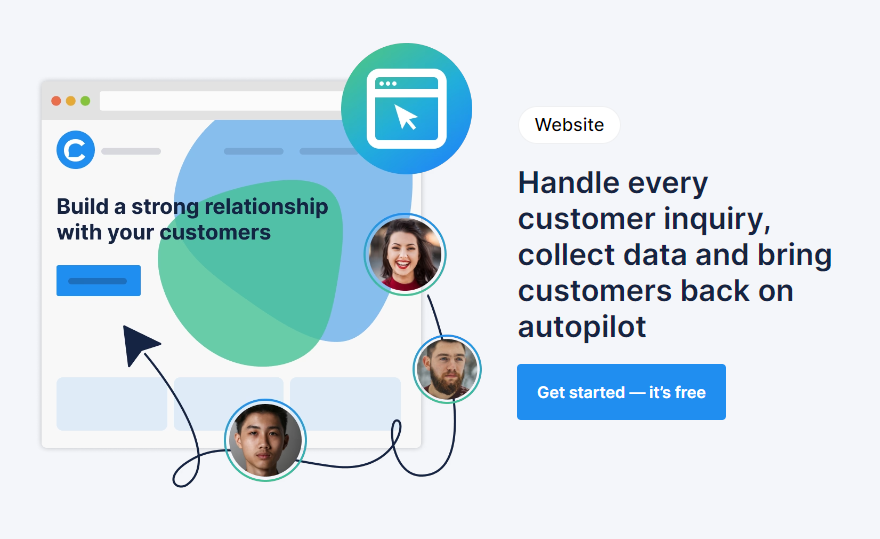 Build a strong relationship
with your customers
Website
Handle every
customer inquiry,
collect data and bring
customers back on
autopilot
Get started — it’s free